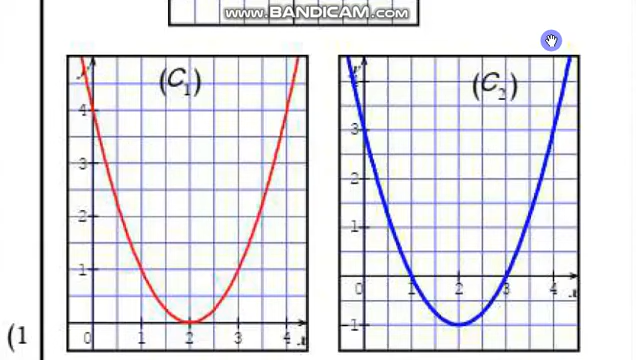 www.BANDICAM.com
(C₁)
(C₂)
y
4
3
2
1
0 1 2 3 4 x
y
3
2
1
0 1 2 3 4 x
-1
(1